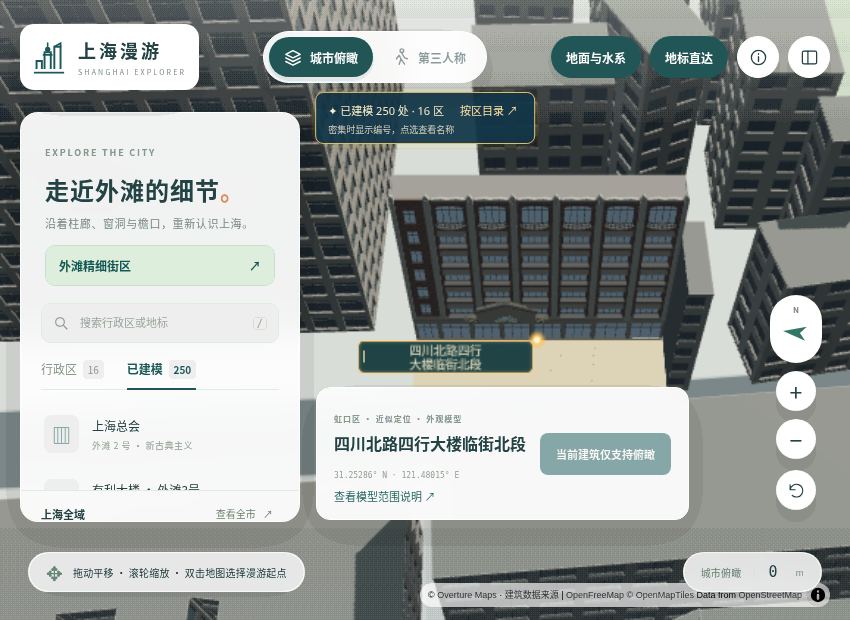 上海漫游
SHANGHAI EXPLORER
城市俯瞰
第三人称
地面与水系
地标直达
✦ 已建模 250 处 · 16 区 按区目录 ↗
密集时显示编号，点选查看名称
EXPLORE THE CITY
走近外滩的细节。
沿着柱廊、窗洞与檐口，重新认识上海。
外滩精细街区 ↗
搜索行政区或地标 /
行政区 16 已建模 250
上海总会
外滩 2 号 · 新古典主义
有利大楼 · 外滩3号
上海全域 查看全市 ↗
四川北路四行
大楼临街北段
虹口区 · 近似定位 · 外观模型
四川北路四行大楼临街北段
当前建筑仅支持俯瞰
31.25286° N · 121.48015° E
查看模型范围说明 ↗
N
拖动平移 · 滚轮缩放 · 双击地图选择漫游起点
城市俯瞰 0 m
© Overture Maps · 建筑数据来源 | OpenFreeMap © OpenMapTiles Data from OpenStreetMap